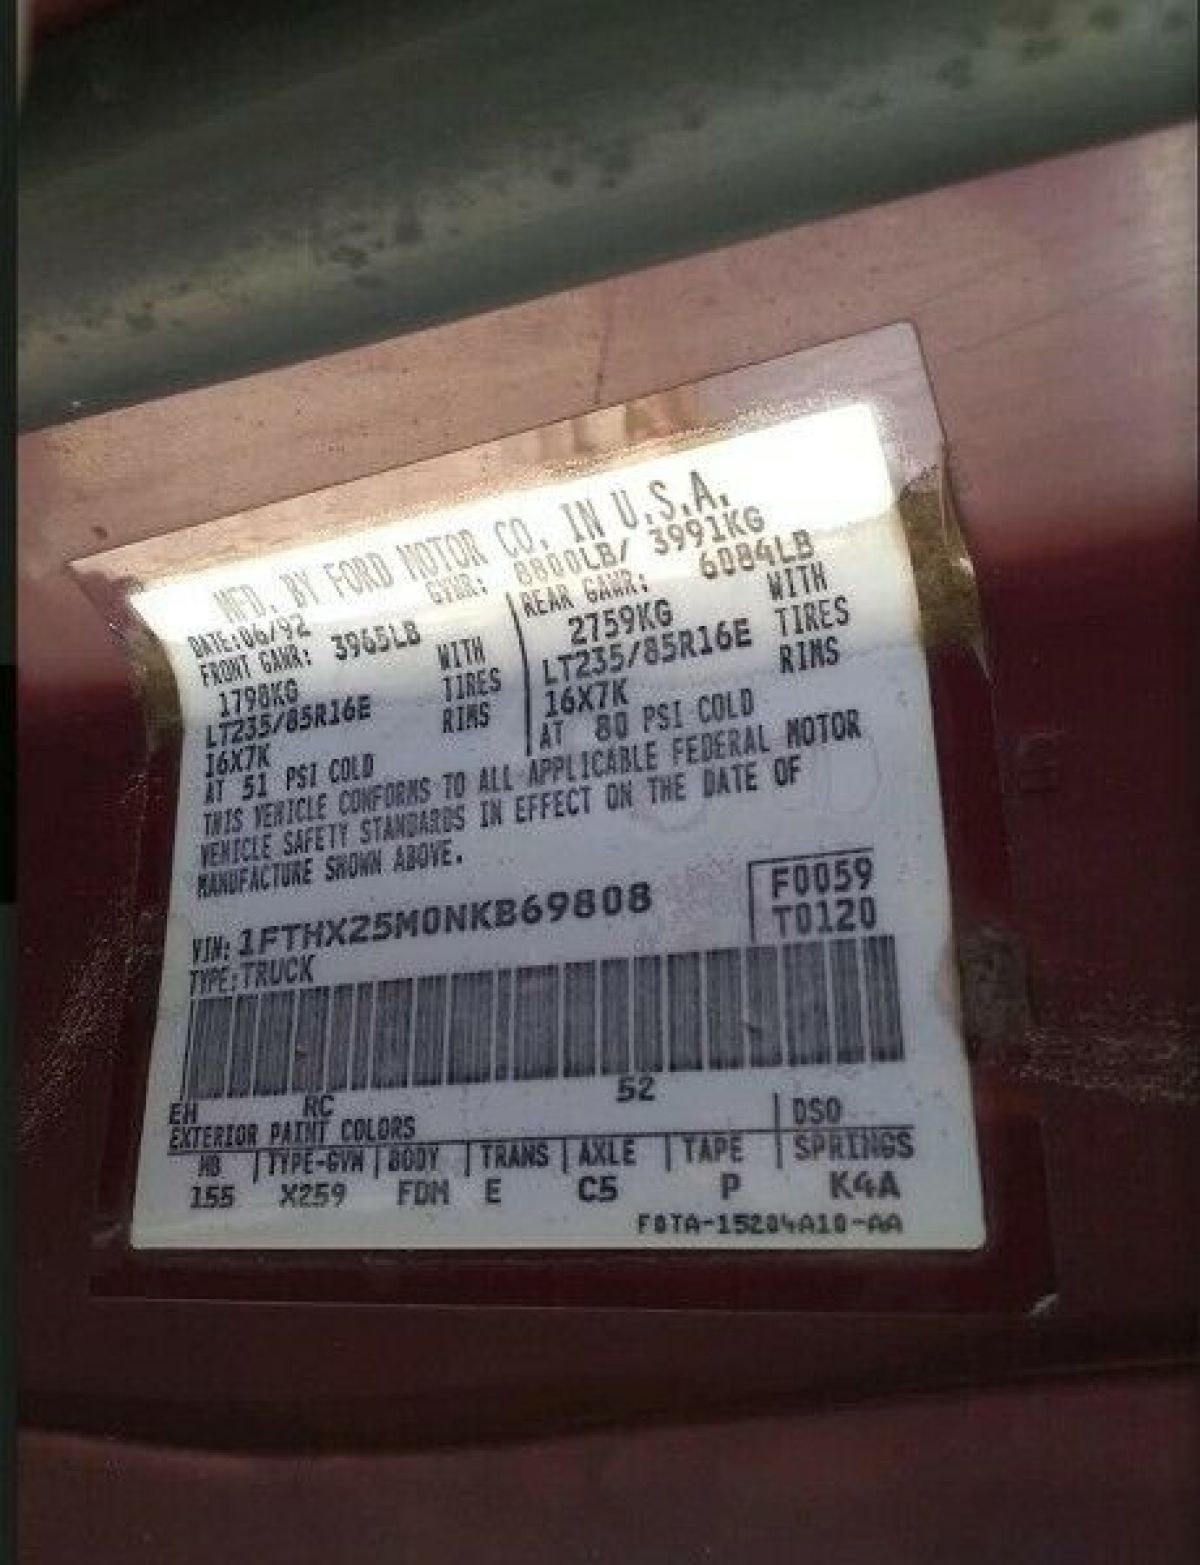 MFD. BY FORD MOTOR CO. IN U.S.A.
DATE: 06/92 GVWR: 8800LB/ 3991KG
FRONT GAWR: 3965LB REAR GAWR: 6084LB
1798KG WITH 2759KG WITH
LT235/85R16E TIRES LT235/85R16E TIRES
16X7K RIMS 16X7K RIMS
AT 51 PSI COLD AT 80 PSI COLD
THIS VEHICLE CONFORMS TO ALL APPLICABLE FEDERAL MOTOR
VEHICLE SAFETY STANDARDS IN EFFECT ON THE DATE OF
MANUFACTURE SHOWN ABOVE.
VIN: 1FTHX25M0NKB69808 F0059
TYPE: TRUCK T0120
EH RC 52
EXTERIOR PAINT COLORS DSO
WB TYPE-GVW BODY TRANS AXLE TAPE SPRINGS
155 X259 FDM E C5 P K4A
F0TA-15204A10-AA